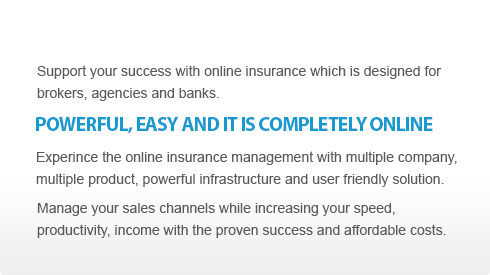 Support your success with online insurance which is designed for
brokers, agencies and banks.
POWERFUL, EASY AND IT IS COMPLETELY ONLINE
Experince the online insurance management with multiple company,
multiple product, powerful infrastructure and user friendly solution.
Manage your sales channels while increasing your speed,
productivity, income with the proven success and affordable costs.